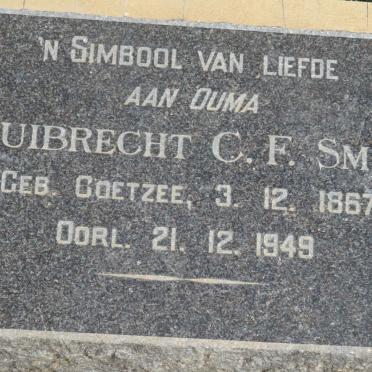 'N SIMBOOL VAN LIEFDE
AAN OUMA
UIBRECHT C. F. SM
GEB. COETZEE, 3. 12. 1867
OORL. 21. 12. 1949